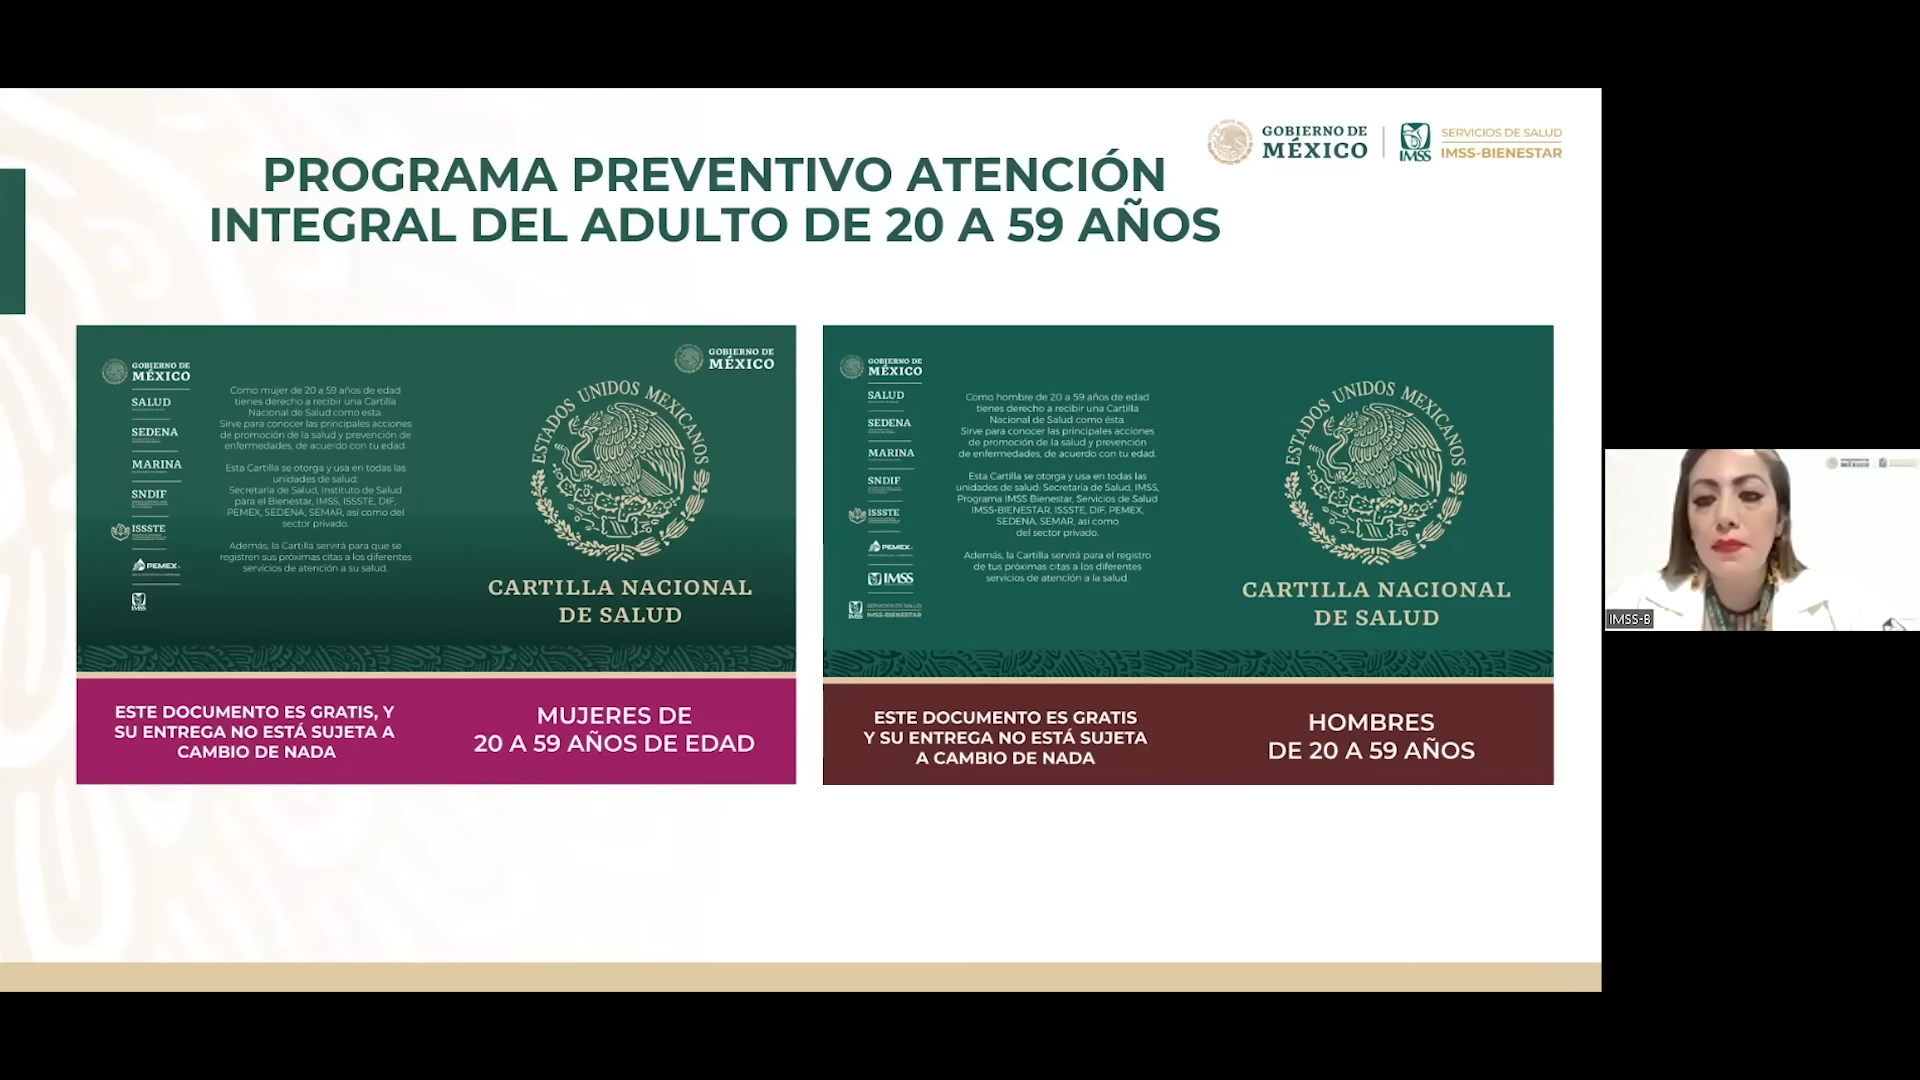 GOBIERNO DE
MÉXICO
IMSS
SERVICIOS DE SALUD
IMSS-BIENESTAR
PROGRAMA PREVENTIVO ATENCIÓN
INTEGRAL DEL ADULTO DE 20 A 59 AÑOS
GOBIERNO DE
MÉXICO
SALUD
SEDENA
MARINA
SNDIF
ISSSTE
PEMEX
IMSS
Como mujer de 20 a 59 años de edad
tienes derecho a recibir una Cartilla
Nacional de Salud como esta.
Sirve para conocer las principales acciones
de promoción de la salud y prevención de
enfermedades, de acuerdo con tu edad.
Esta Cartilla se otorga y usa en todas las
unidades de salud:
Secretaría de Salud, Instituto de Salud
para el Bienestar, IMSS, ISSSTE, DIF,
PEMEX, SEDENA, SEMAR, así como del
sector privado.
Además, la Cartilla servirá para que se
registren sus próximas citas a los diferentes
servicios de atención a su salud.
GOBIERNO DE
MÉXICO
ESTADOS UNIDOS MEXICANOS
CARTILLA NACIONAL
DE SALUD
ESTE DOCUMENTO ES GRATIS, Y
SU ENTREGA NO ESTÁ SUJETA A
CAMBIO DE NADA
MUJERES DE
20 A 59 AÑOS DE EDAD
GOBIERNO DE
MÉXICO
SALUD
SEDENA
MARINA
SNDIF
ISSSTE
PEMEX
IMSS
IMSS
SERVICIOS DE SALUD
IMSS-BIENESTAR
Como hombre de 20 a 59 años de edad
tienes derecho a recibir una Cartilla
Nacional de Salud como ésta.
Sirve para conocer las principales acciones
de promoción de la salud y prevención
de enfermedades, de acuerdo con tu edad.
Esta Cartilla se otorga y usa en todas las
unidades de salud: Secretaría de Salud, IMSS,
Programa IMSS Bienestar, Servicios de Salud
IMSS-BIENESTAR, ISSSTE, DIF, PEMEX,
SEDENA, SEMAR, así como
del sector privado.
Además, la Cartilla servirá para el registro
de tus próximas citas a los diferentes
servicios de atención a la salud.
ESTADOS UNIDOS MEXICANOS
CARTILLA NACIONAL
DE SALUD
ESTE DOCUMENTO ES GRATIS
Y SU ENTREGA NO ESTÁ SUJETA
A CAMBIO DE NADA
HOMBRES
DE 20 A 59 AÑOS
IMSS-B